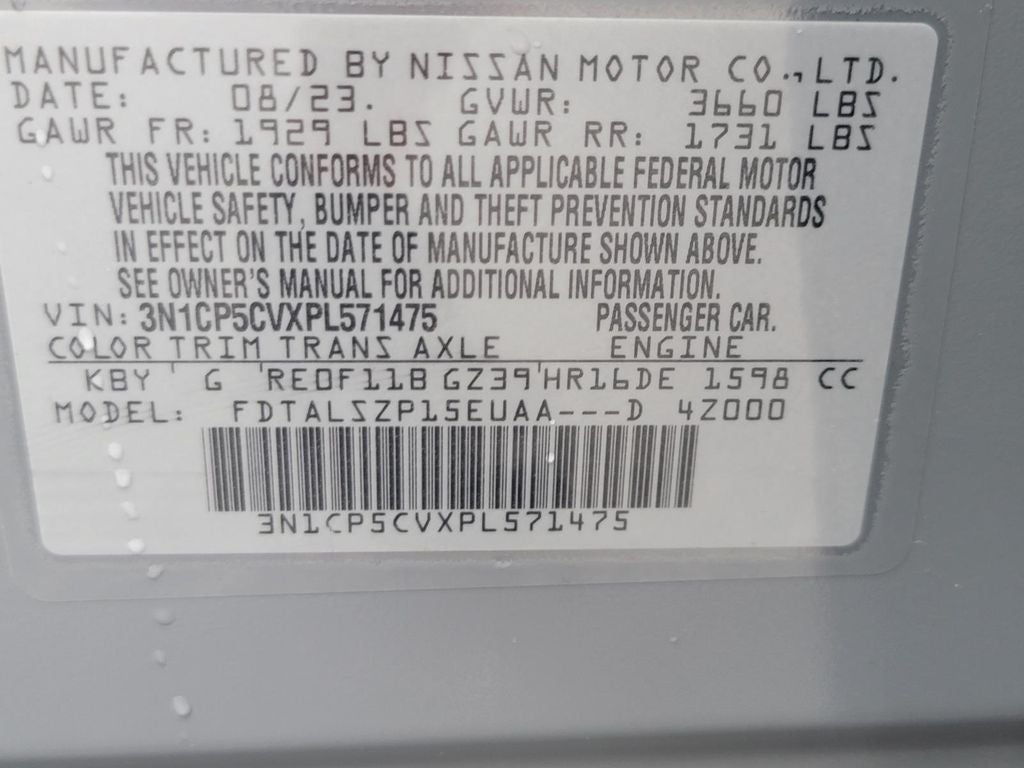 MANUFACTURED BY NISSAN MOTOR CO.,LTD.
DATE: 08/23. GVWR: 3660 LBS
GAWR FR: 1929 LBS GAWR RR: 1731 LBS
THIS VEHICLE CONFORMS TO ALL APPLICABLE FEDERAL MOTOR
VEHICLE SAFETY, BUMPER AND THEFT PREVENTION STANDARDS
IN EFFECT ON THE DATE OF MANUFACTURE SHOWN ABOVE.
SEE OWNER'S MANUAL FOR ADDITIONAL INFORMATION.
VIN: 3N1CP5CVXPL571475 PASSENGER CAR.
COLOR TRIM TRANS AXLE ENGINE
KBY ' G 'RE0F11B GZ39'HR16DE 1598 CC
MODEL: FDTALSZP15EUAA---D 4Z000
3N1CP5CVXPL571475